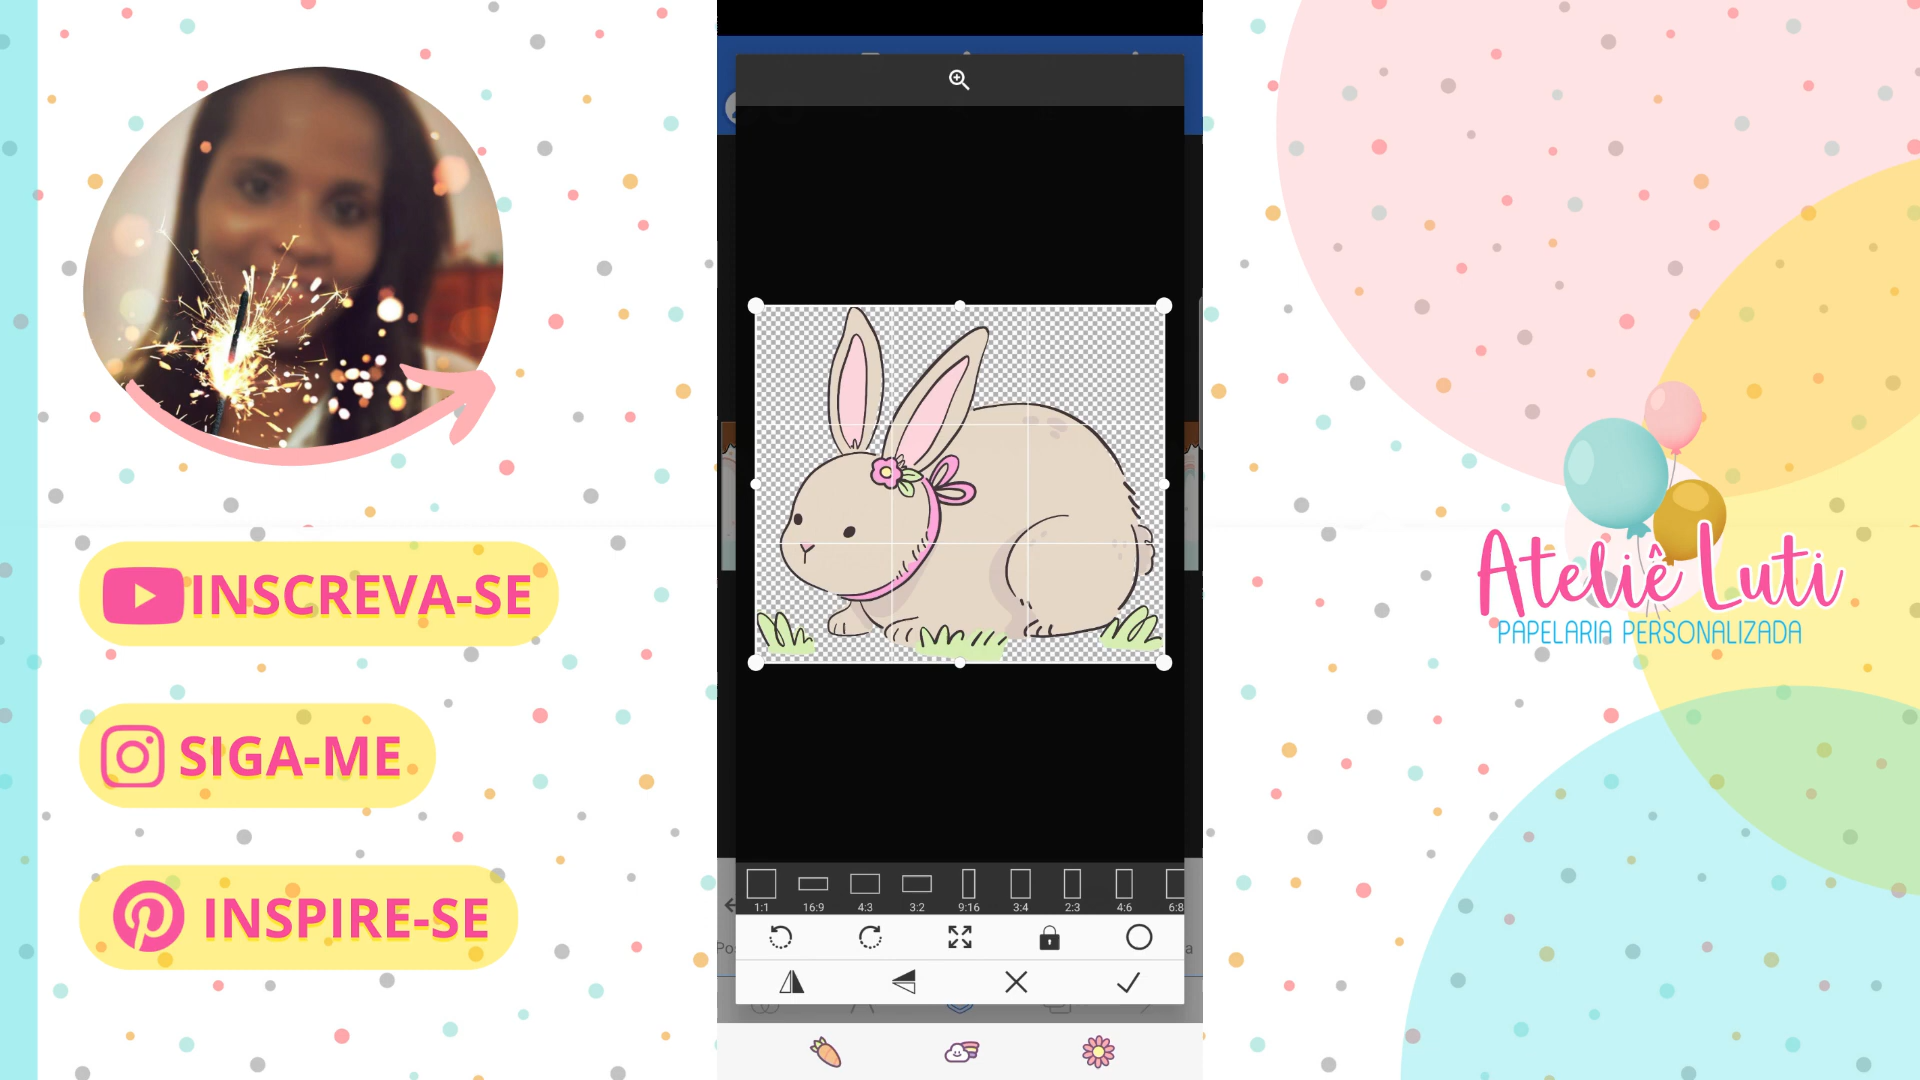 INSCREVA-SE
SIGA-ME
INSPIRE-SE
1:1 16:9 4:3 3:2 9:16 3:4 2:3 4:6 6:8
Po
a
Ateliê Luti
PAPELARIA PERSONALIZADA